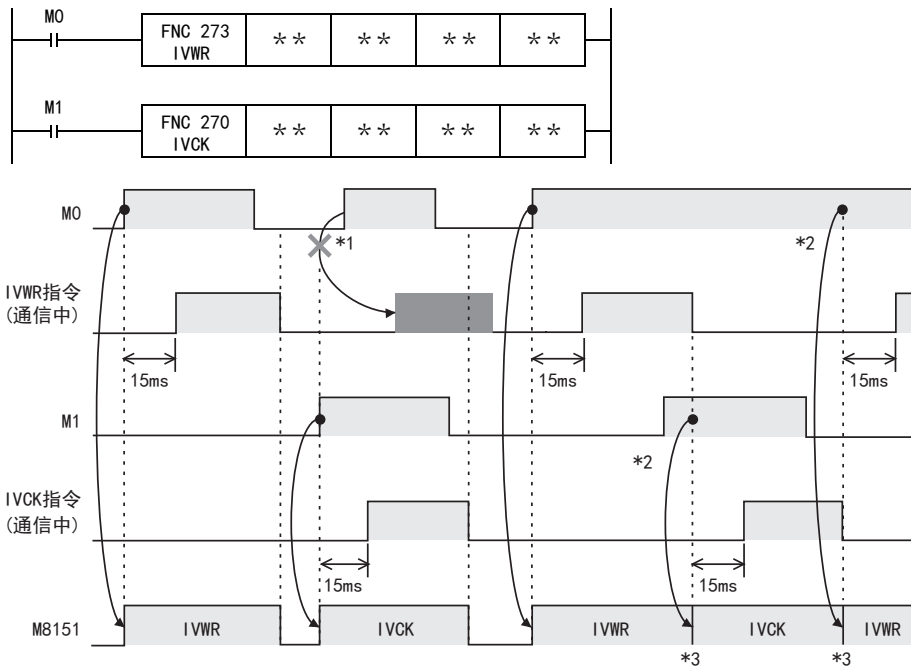 M0
FNC 273
IVWR
** ** ** **
M1
FNC 270
IVCK
** ** ** **
M0
*1
*2
IVWR指令
(通信中)
15ms
15ms
15ms
M1
*2
IVCK指令
(通信中)
15ms
15ms
M8151
IVWR
IVCK
IVWR
IVCK
IVWR
*3
*3